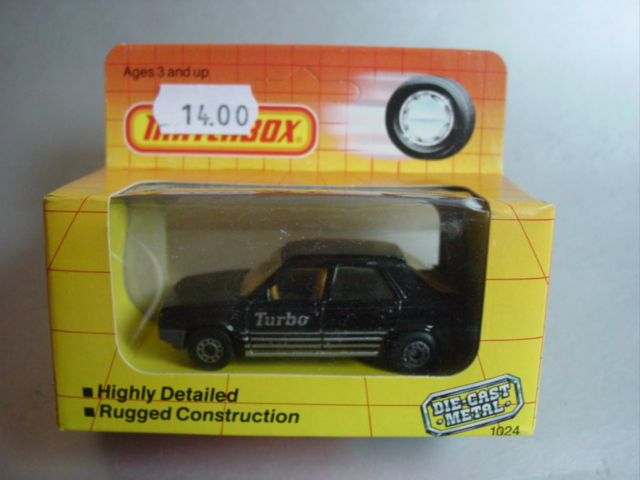 Ages 3 and up
14.00
MATCHBOX
Turbo
Highly Detailed
Rugged Construction
DIE-CAST
METAL
1024